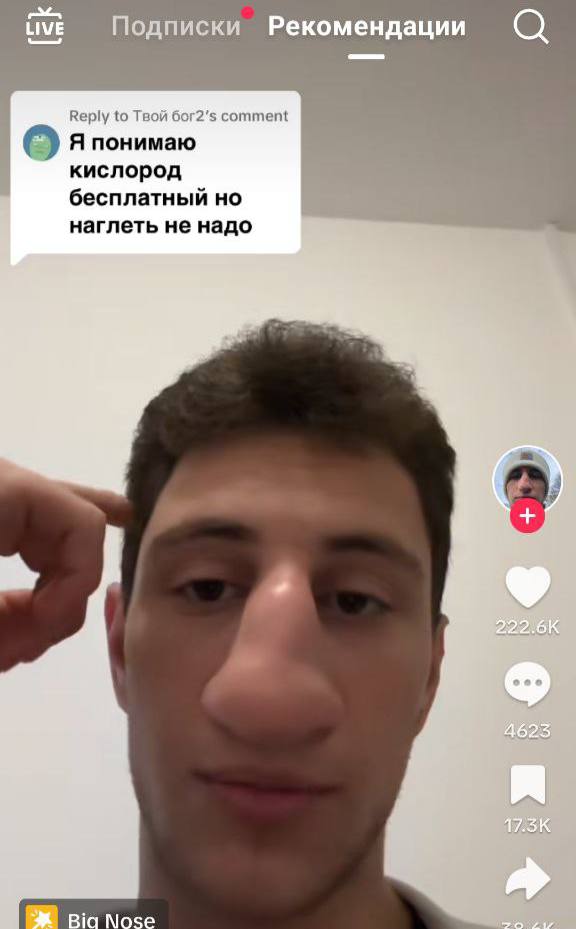 LIVE Подписки Рекомендации
Reply to Твой бог2's comment
Я понимаю
кислород
бесплатный но
наглеть не надо
222.6K
4623
17.3K
38.6K
Big Nose